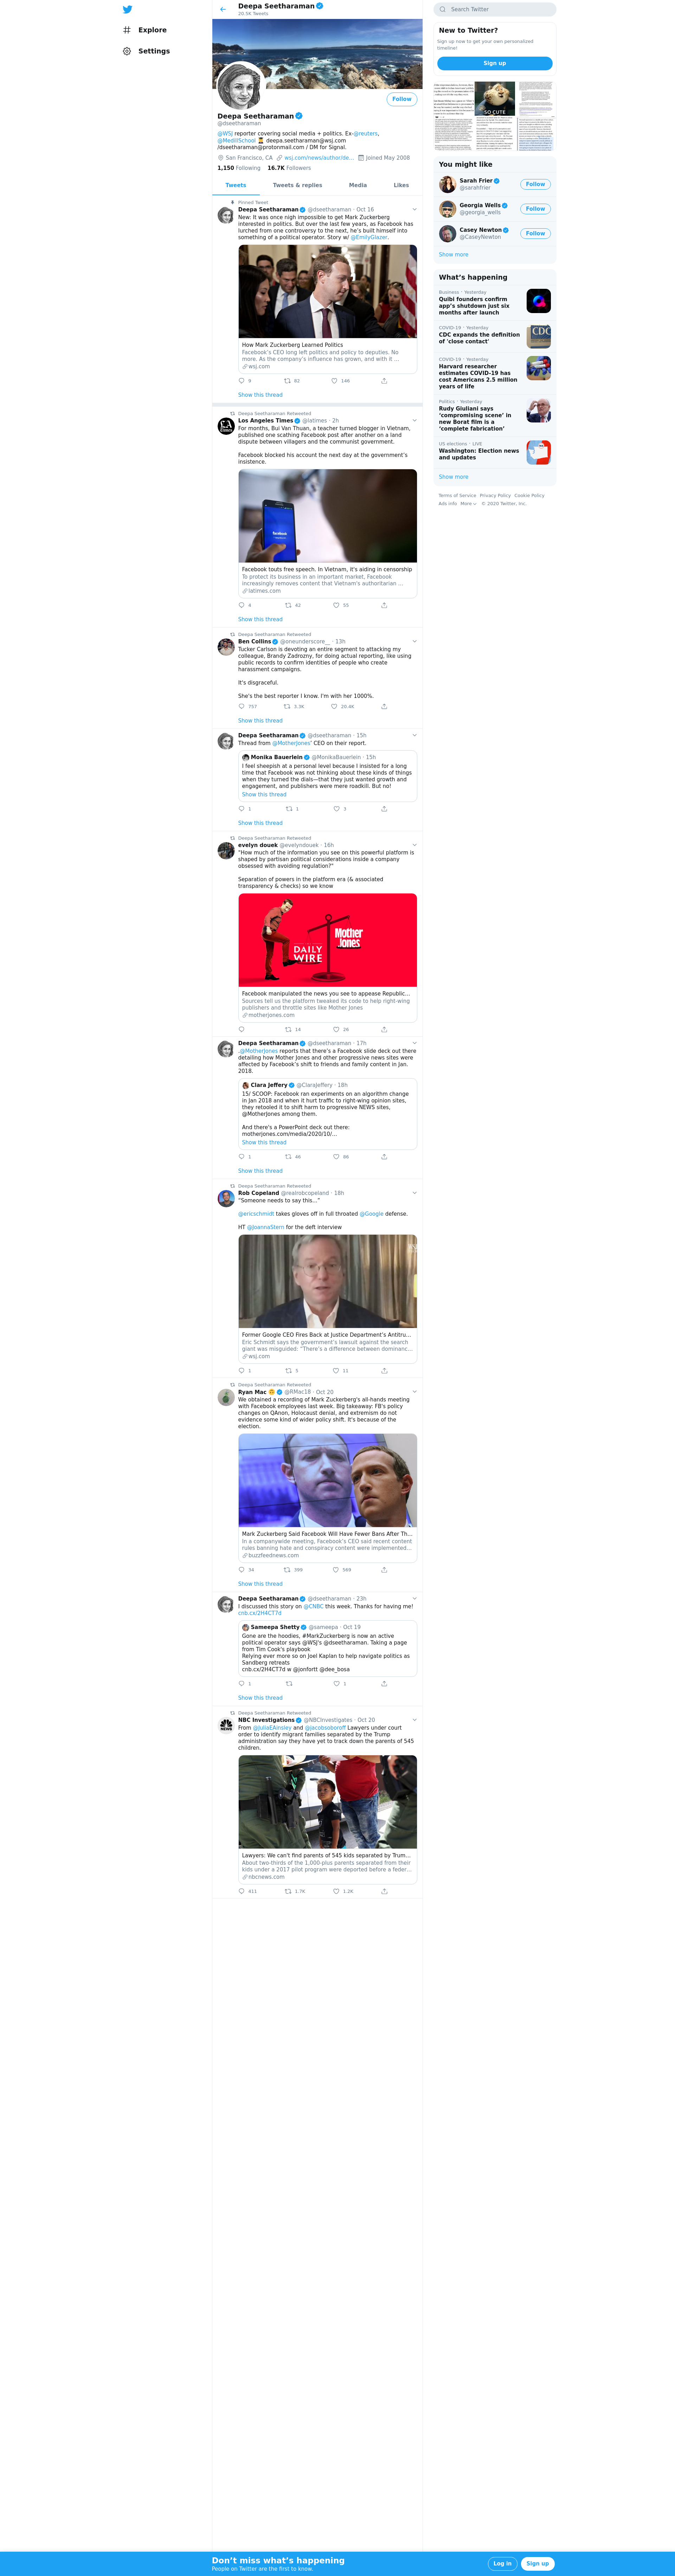 Explore
Settings
Deepa Seetharaman
20.5K Tweets
Follow
Deepa Seetharaman
@dseetharaman
@WSJ reporter covering social media + politics. Ex-@reuters,
@MedillSchool deepa.seetharaman@wsj.com
/dseetharaman@protonmail.com / DM for Signal.
San Francisco, CA wsj.com/news/author/de… Joined May 2008
1,150 Following 16.7K Followers
Tweets Tweets & replies Media Likes
Pinned Tweet
Deepa Seetharaman @dseetharaman · Oct 16
New: It was once nigh impossible to get Mark Zuckerberg
interested in politics. But over the last few years, as Facebook has
lurched from one controversy to the next, he's built himself into
something of a political operator. Story w/ @EmilyGlazer.
How Mark Zuckerberg Learned Politics
Facebook's CEO long left politics and policy to deputies. No
more. As the company's influence has grown, and with it …
wsj.com
9 82 146
Show this thread
Deepa Seetharaman Retweeted
Los Angeles Times @latimes · 2h
For months, Bui Van Thuan, a teacher turned blogger in Vietnam,
published one scathing Facebook post after another on a land
dispute between villagers and the communist government.
Facebook blocked his account the next day at the government's
insistence.
facebook
Facebook touts free speech. In Vietnam, it's aiding in censorship
To protect its business in an important market, Facebook
increasingly removes content that Vietnam's authoritarian …
latimes.com
4 42 55
Show this thread
Deepa Seetharaman Retweeted
Ben Collins @oneunderscore__ · 13h
Tucker Carlson is devoting an entire segment to attacking my
colleague, Brandy Zadrozny, for doing actual reporting, like using
public records to confirm identities of people who create
harassment campaigns.
It's disgraceful.
She's the best reporter I know. I'm with her 1000%.
757 3.3K 20.4K
Show this thread
Deepa Seetharaman @dseetharaman · 15h
Thread from @MotherJones' CEO on their report.
Monika Bauerlein @MonikaBauerlein · 15h
I feel sheepish at a personal level because I insisted for a long
time that Facebook was not thinking about these kinds of things
when they turned the dials—that they just wanted growth and
engagement, and publishers were mere roadkill. But no!
Show this thread
1 1 3
Show this thread
Deepa Seetharaman Retweeted
evelyn douek @evelyndouek · 16h
"How much of the information you see on this powerful platform is
shaped by partisan political considerations inside a company
obsessed with avoiding regulation?"
Separation of powers in the platform era (& associated
transparency & checks) so we know
DAILY WIRE
Mother Jones
Facebook manipulated the news you see to appease Republic…
Sources tell us the platform tweaked its code to help right-wing
publishers and throttle sites like Mother Jones
motherjones.com
14 26
Deepa Seetharaman @dseetharaman · 17h
.@MotherJones reports that there's a Facebook slide deck out there
detailing how Mother Jones and other progressive news sites were
affected by Facebook's shift to friends and family content in Jan.
2018.
Clara Jeffery @ClaraJeffery · 18h
15/ SCOOP: Facebook ran experiments on an algorithm change
in Jan 2018 and when it hurt traffic to right-wing opinion sites,
they retooled it to shift harm to progressive NEWS sites,
@MotherJones among them.
And there's a PowerPoint deck out there:
motherjones.com/media/2020/10/…
Show this thread
1 46 86
Show this thread
Deepa Seetharaman Retweeted
Rob Copeland @realrobcopeland · 18h
"Someone needs to say this..."
@ericschmidt takes gloves off in full throated @Google defense.
HT @JoannaStern for the deft interview
Former Google CEO Fires Back at Justice Department's Antitru…
Eric Schmidt says the government's lawsuit against the search
giant was misguided: "There's a difference between dominanc…
wsj.com
1 5 11
Deepa Seetharaman Retweeted
Ryan Mac @RMac18 · Oct 20
We obtained a recording of Mark Zuckerberg's all-hands meeting
with Facebook employees last week. Big takeaway: FB's policy
changes on QAnon, Holocaust denial, and extremism do not
evidence some kind of wider policy shift. It's because of the
election.
Mark Zuckerberg Said Facebook Will Have Fewer Bans After Th…
In a companywide meeting, Facebook's CEO said recent content
rules banning hate and conspiracy content were implemented…
buzzfeednews.com
34 399 569
Show this thread
Deepa Seetharaman @dseetharaman · 23h
I discussed this story on @CNBC this week. Thanks for having me!
cnb.cx/2H4CT7d
Sameepa Shetty @sameepa · Oct 19
Gone are the hoodies, #MarkZuckerberg is now an active
political operator says @WSJ's @dseetharaman. Taking a page
from Tim Cook's playbook
Relying ever more so on Joel Kaplan to help navigate politics as
Sandberg retreats
cnb.cx/2H4CT7d w @jonfortt @dee_bosa
1 1
Show this thread
Deepa Seetharaman Retweeted
NBC Investigations @NBCInvestigates · Oct 20
From @JuliaEAinsley and @jacobsoboroff Lawyers under court
order to identify migrant families separated by the Trump
administration say they have yet to track down the parents of 545
children.
Lawyers: We can't find parents of 545 kids separated by Trum…
About two-thirds of the 1,000-plus parents separated from their
kids under a 2017 pilot program were deported before a feder…
nbcnews.com
411 1.7K 1.2K
Search Twitter
New to Twitter?
Sign up now to get your own personalized
timeline!
Sign up
SO CUTE
You might like
Sarah Frier
@sarahfrier
Follow
Georgia Wells
@georgia_wells
Follow
Casey Newton
@CaseyNewton
Follow
Show more
What's happening
Business · Yesterday
Quibi founders confirm
app's shutdown just six
months after launch
COVID-19 · Yesterday
CDC expands the definition
of 'close contact'
CDC
COVID-19 · Yesterday
Harvard researcher
estimates COVID-19 has
cost Americans 2.5 million
years of life
Politics · Yesterday
Rudy Giuliani says
'compromising scene' in
new Borat film is a
'complete fabrication'
US elections · LIVE
Washington: Election news
and updates
Show more
Terms of Service Privacy Policy Cookie Policy
Ads info More © 2020 Twitter, Inc.
Don't miss what's happening
People on Twitter are the first to know.
Log in
Sign up